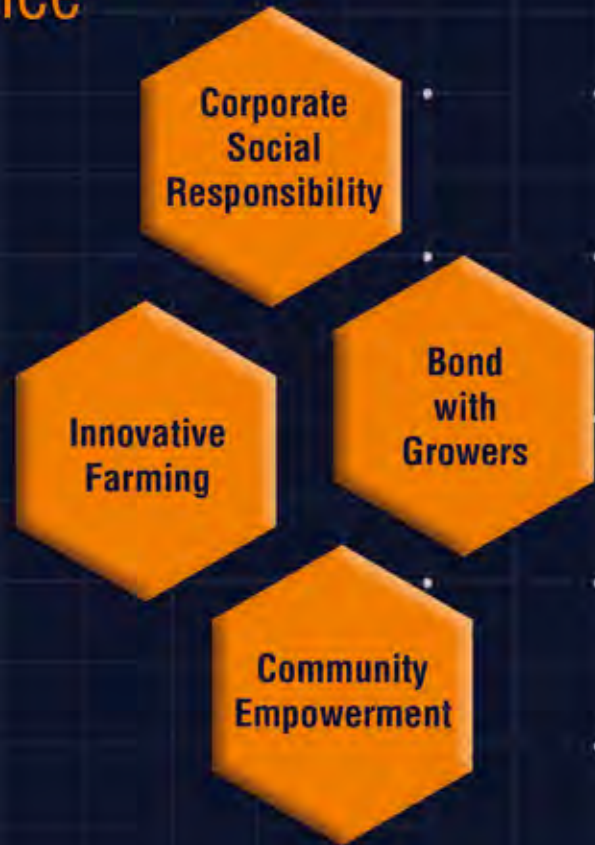 Corporate
Social
Responsibility
Bond
with
Growers
Innovative
Farming
Community
Empowerment